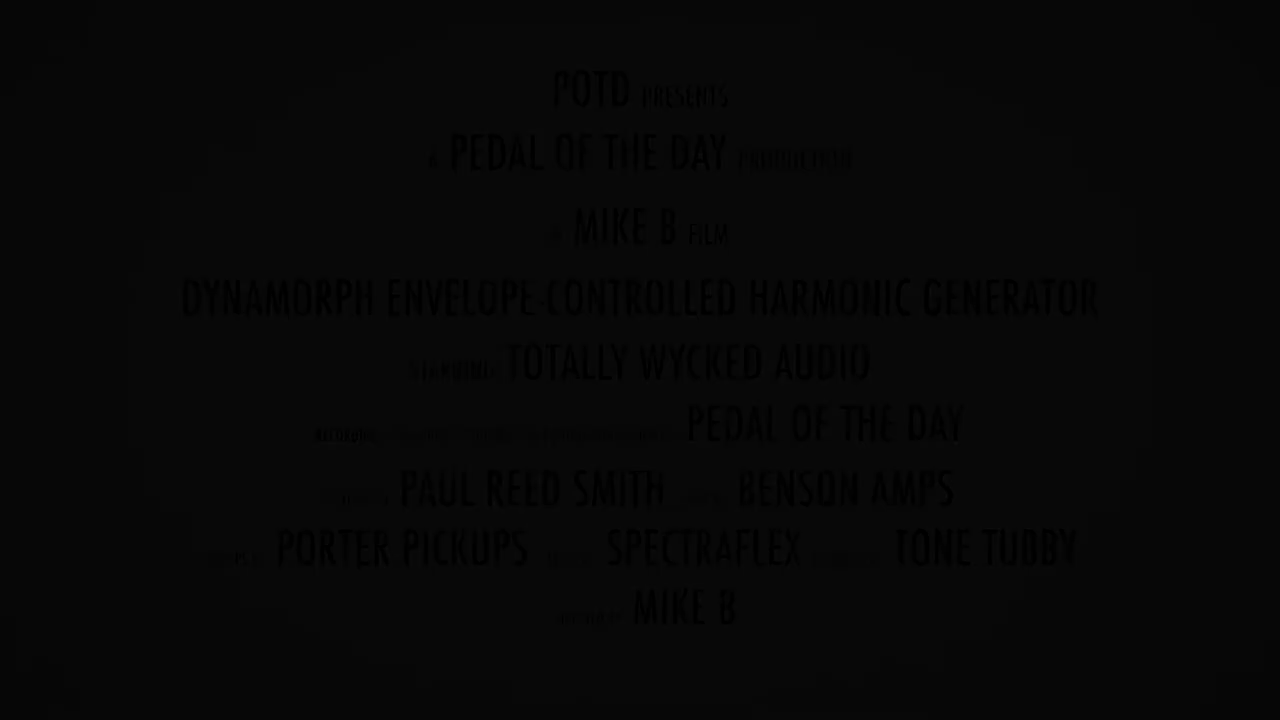 POTD PRESENTS
A PEDAL OF THE DAY PRODUCTION
A MIKE B FILM
DYNAMORPH ENVELOPE-CONTROLLED HARMONIC GENERATOR
STARRING TOTALLY WYCKED AUDIO
RECORDING PEDAL OF THE DAY
PAUL REED SMITH BENSON AMPS
PORTER PICKUPS SPECTRAFLEX TONE TUBBY
MIKE B